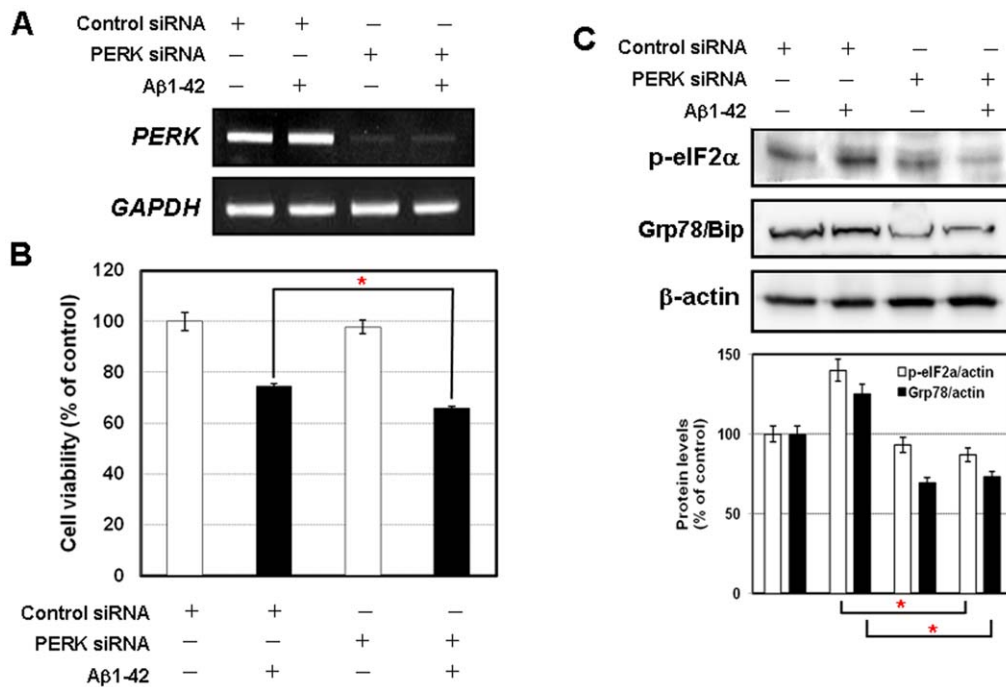 A
Control siRNA + + – –
PERK siRNA – – + +
Aβ1-42 – + – +
PERK
GAPDH
B
120
100
80
60
40
20
0
Cell viability (% of control)
*
Control siRNA + + – –
PERK siRNA – – + +
Aβ1-42 – + – +
C
Control siRNA + + – –
PERK siRNA – – + +
Aβ1-42 – + – +
p-eIF2α
Grp78/Bip
β-actin
150
100
50
0
Protein levels
(% of control)
p-eIF2a/actin
Grp78/actin
*
*